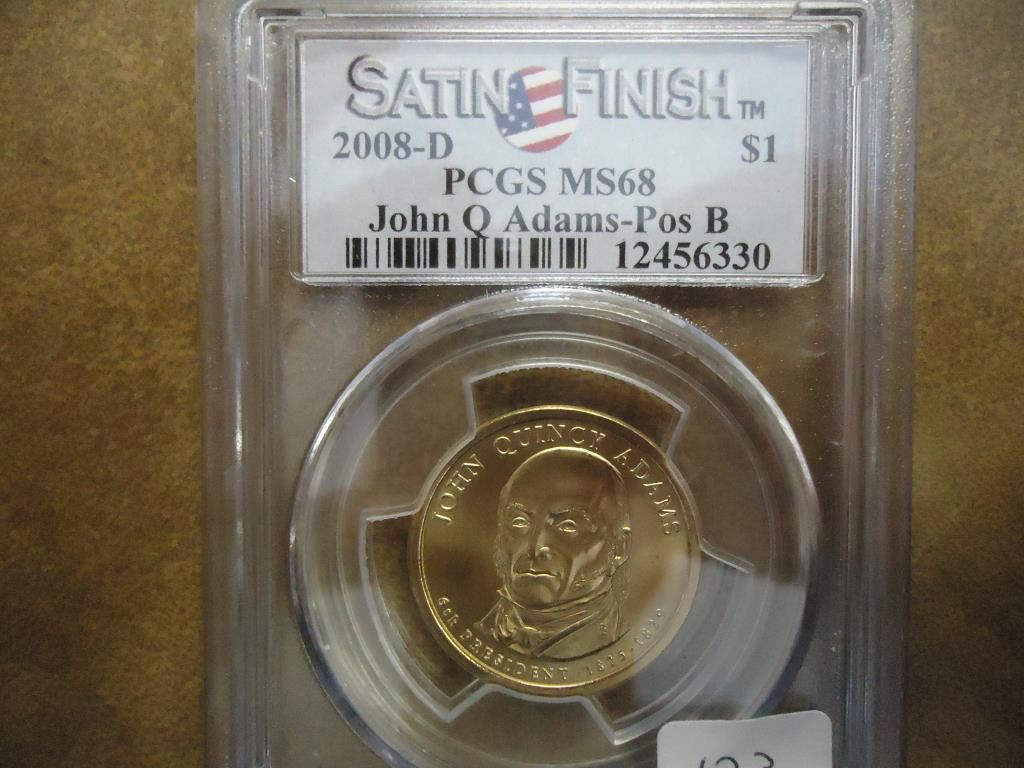 SATIN FINISH™
2008-D $1
PCGS MS68
John Q Adams-Pos B
12456330
JOHN QUINCY ADAMS
6th PRESIDENT 1825-1829